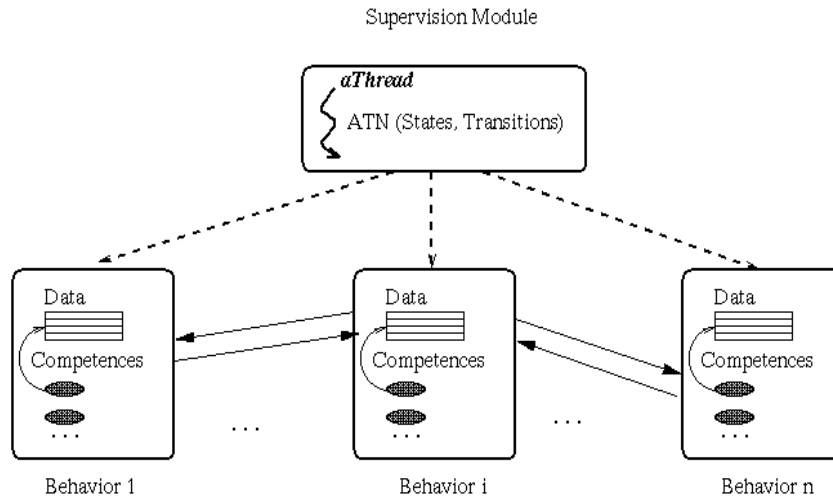 Supervision Module
aThread
ATN (States, Transitions)
Data
Competences
. . .
Behavior 1
. . .
Data
Competences
. . .
Behavior i
. . .
Data
Competences
. . .
Behavior n